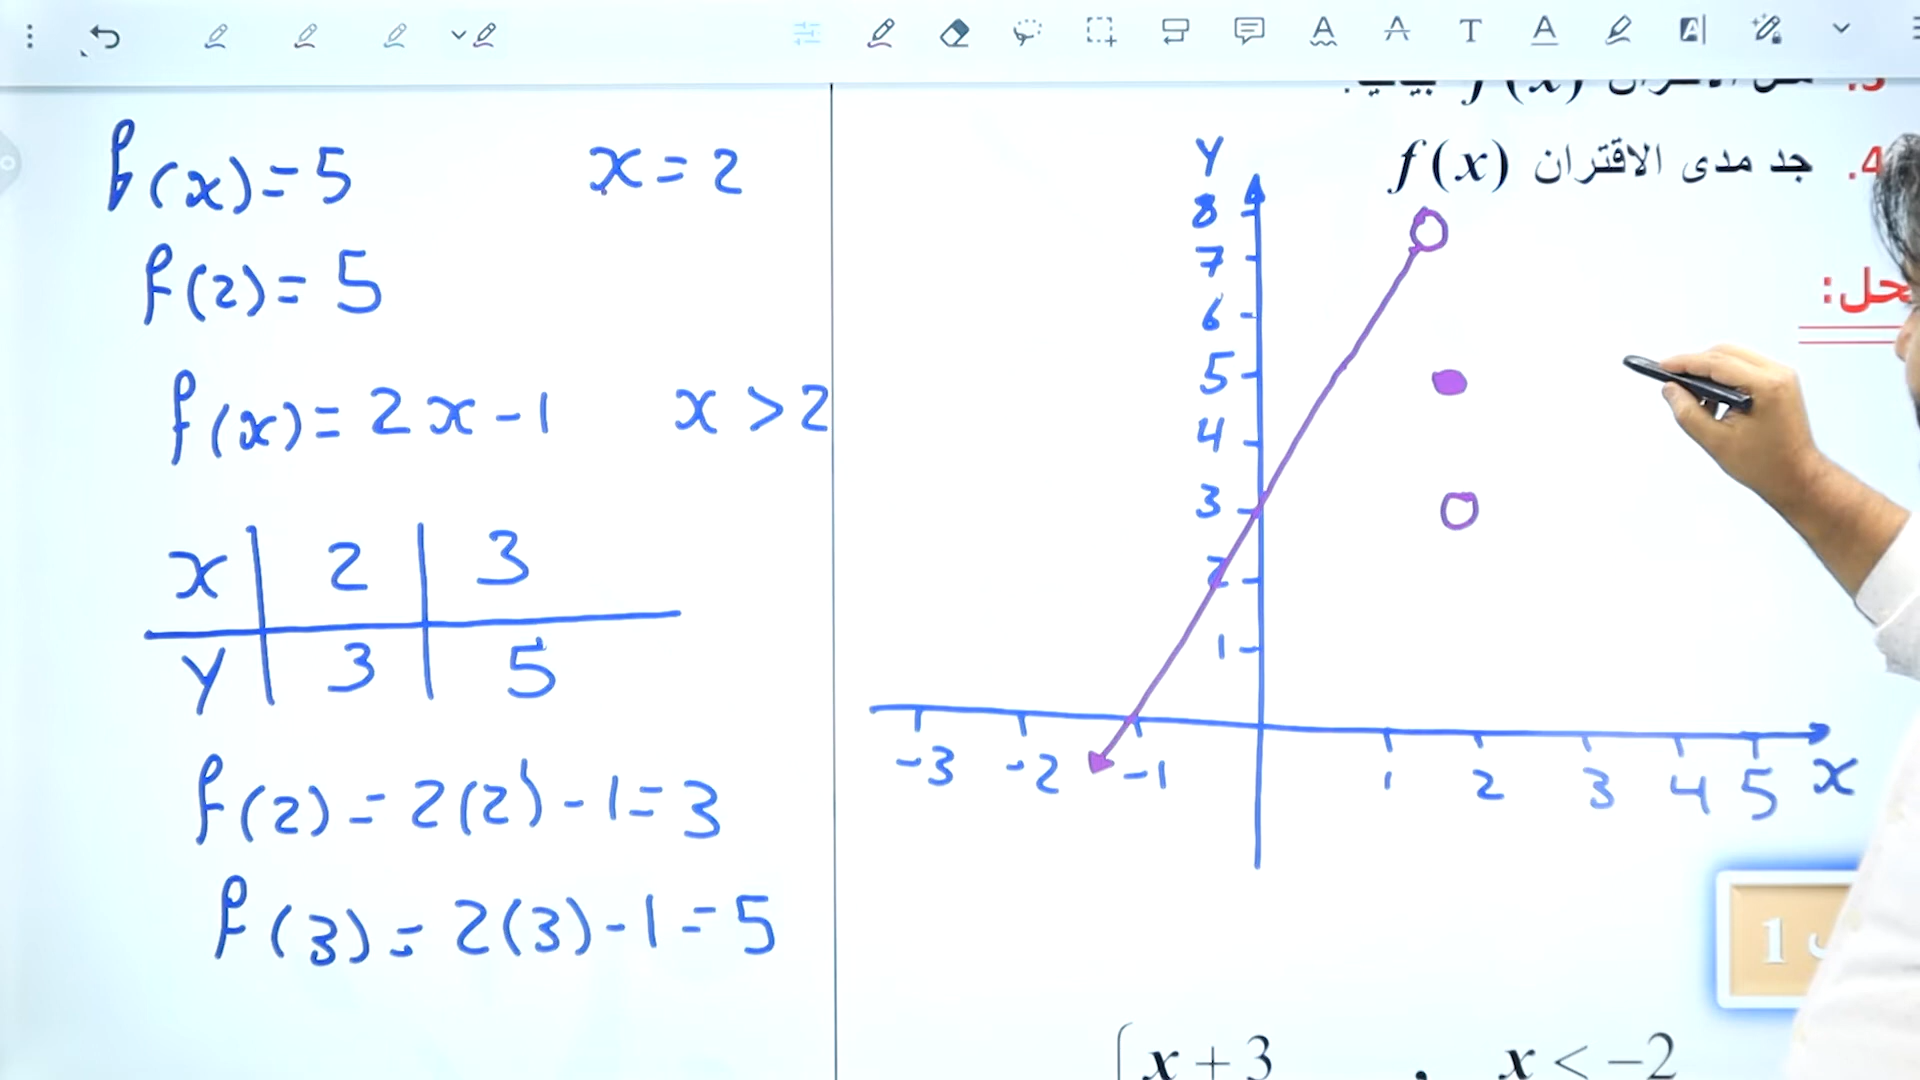 f(x) = 5 x = 2
f(2) = 5
f(x) = 2x - 1 x > 2
x 2 3
y 3 5
f(2) = 2(2) - 1 = 3
f(3) = 2(3) - 1 = 5
4. جد مدى الاقتران f(x)
حل:
Y
8
7
6
5
4
3
2
1
-3 -2 -1 1 2 3 4 5 x
1
x + 3 , x < -2